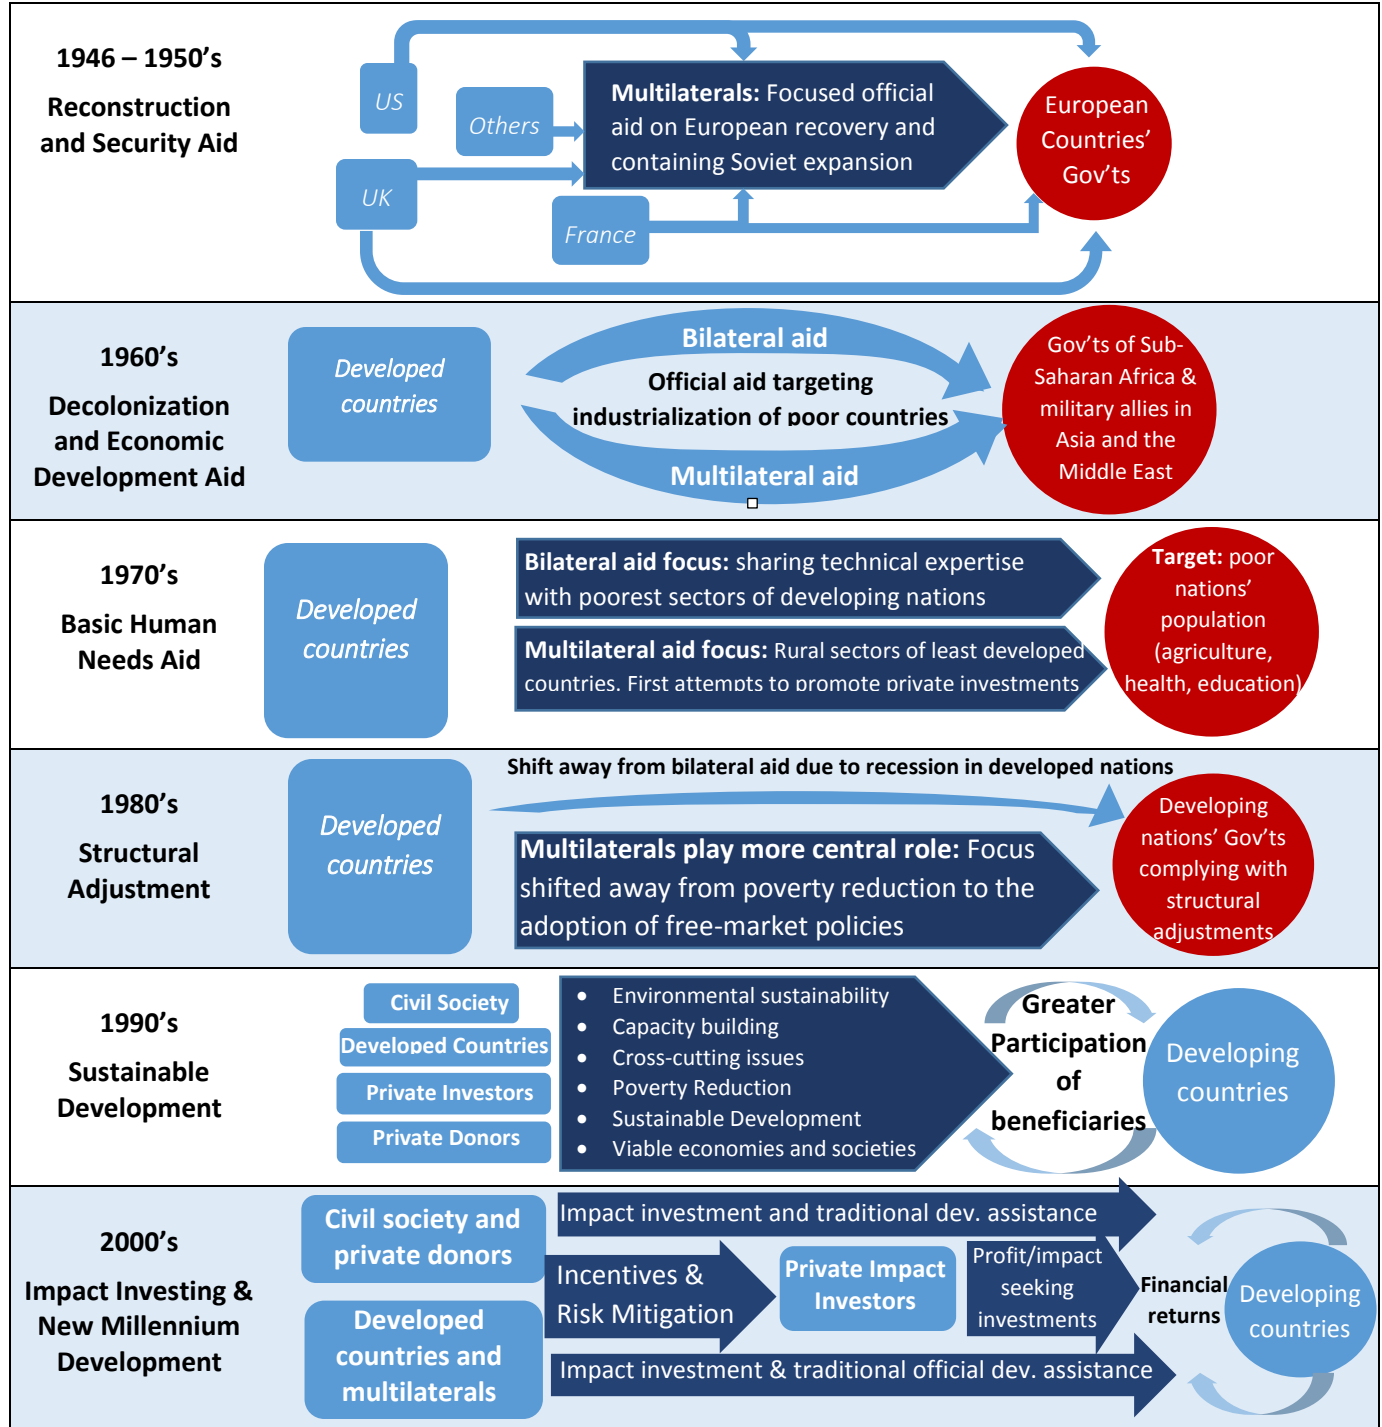 1946 – 1950’s
Reconstruction
and Security Aid
US
Others
UK
France
Multilaterals: Focused official
aid on European recovery and
containing Soviet expansion
European
Countries’
Gov’ts
1960’s
Decolonization
and Economic
Development Aid
Developed
countries
Bilateral aid
Official aid targeting
industrialization of poor countries
Multilateral aid
Gov’ts of Sub-
Saharan Africa &
military allies in
Asia and the
Middle East
1970’s
Basic Human
Needs Aid
Developed
countries
Bilateral aid focus: sharing technical expertise
with poorest sectors of developing nations
Multilateral aid focus: Rural sectors of least developed
countries. First attempts to promote private investments
Target: poor
nations’
population
(agriculture,
health, education)
1980’s
Structural
Adjustment
Developed
countries
Shift away from bilateral aid due to recession in developed nations
Multilaterals play more central role: Focus
shifted away from poverty reduction to the
adoption of free-market policies
Developing
nations’ Gov’ts
complying with
structural
adjustments
1990’s
Sustainable
Development
Civil Society
Developed Countries
Private Investors
Private Donors
• Environmental sustainability
• Capacity building
• Cross-cutting issues
• Poverty Reduction
• Sustainable Development
• Viable economies and societies
Greater
Participation
of
beneficiaries
Developing
countries
2000’s
Impact Investing &
New Millennium
Development
Civil society and
private donors
Developed
countries and
multilaterals
Impact investment and traditional dev. assistance
Incentives &
Risk Mitigation
Private Impact
Investors
Profit/impact
seeking
investments
Impact investment & traditional official dev. assistance
Financial
returns
Developing
countries